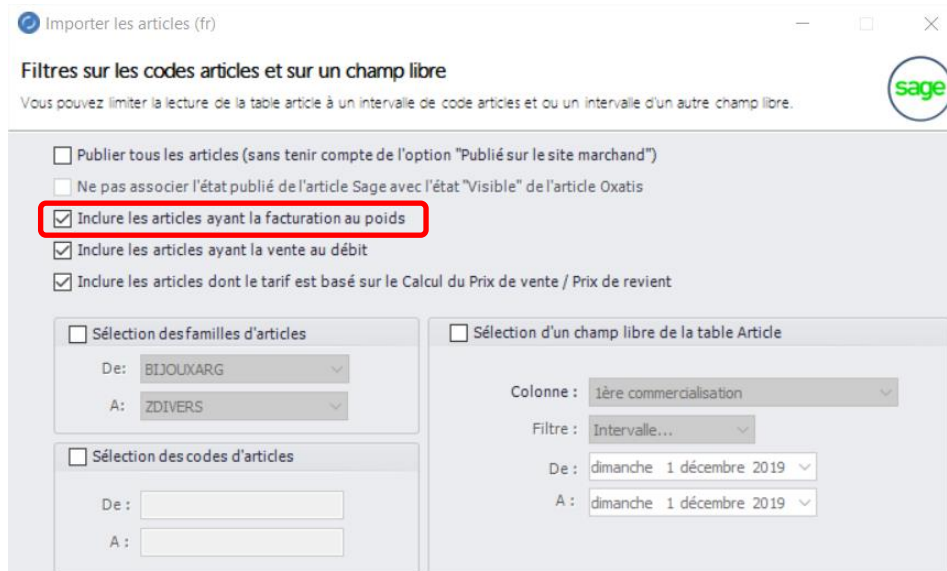 Importer les articles (fr)
Filtres sur les codes articles et sur un champ libre
Vous pouvez limiter la lecture de la table article à un intervalle de code articles et ou un intervalle d'un autre champ libre.
sage
Publier tous les articles (sans tenir compte de l'option "Publié sur le site marchand")
Ne pas associer l'état publié de l'article Sage avec l'état "Visible" de l'article Oxatis
Inclure les articles ayant la facturation au poids
Inclure les articles ayant la vente au débit
Inclure les articles dont le tarif est basé sur le Calcul du Prix de vente / Prix de revient
Sélection des familles d'articles
De: BIJOUXARG
A: ZDIVERS
Sélection des codes d'articles
De :
A :
Sélection d'un champ libre de la table Article
Colonne : 1ère commercialisation
Filtre : Intervalle...
De : dimanche 1 décembre 2019
A : dimanche 1 décembre 2019